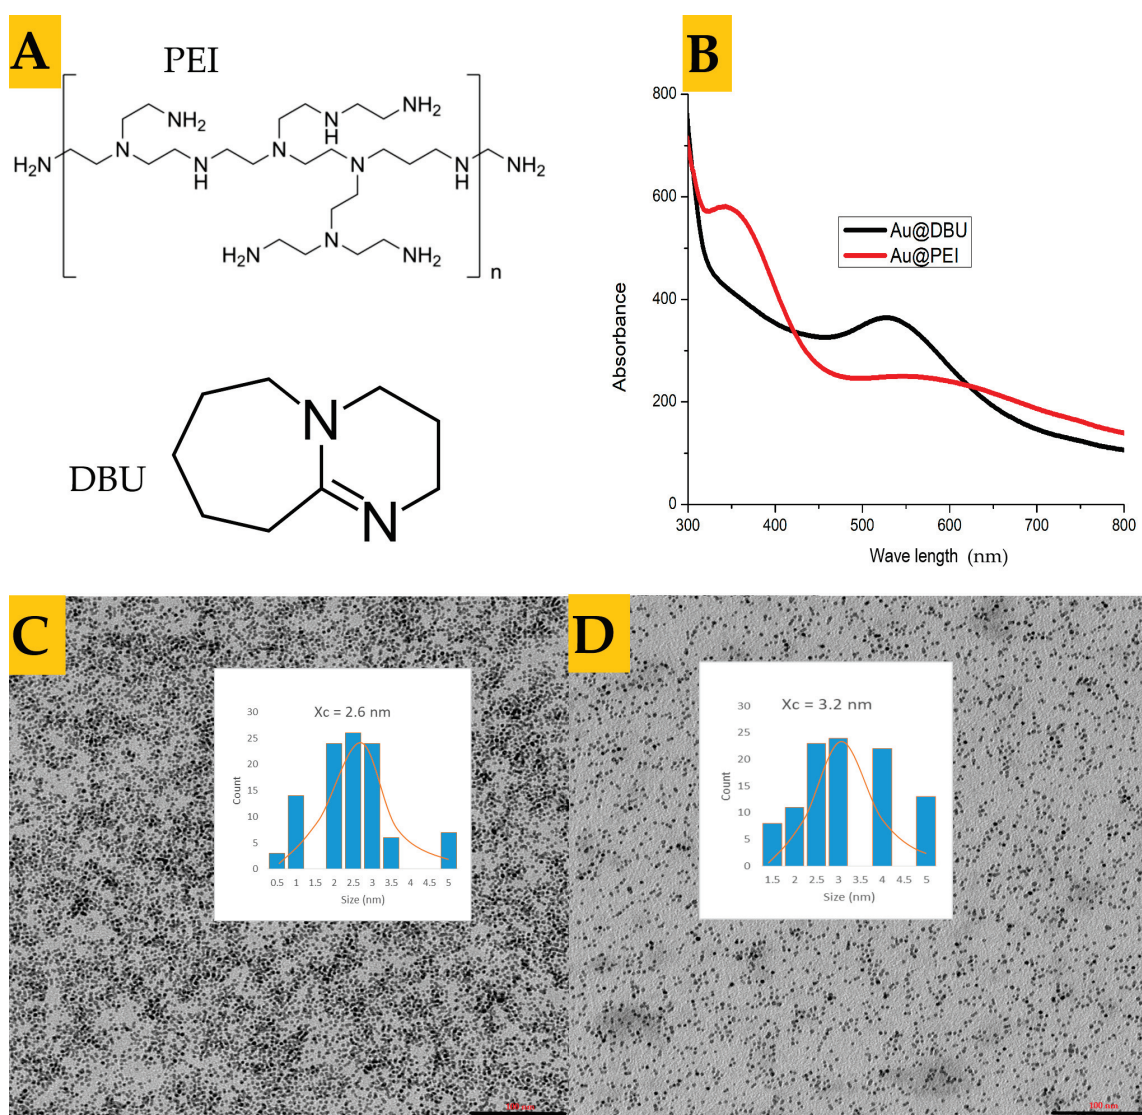 A
PEI
NH2
N
H
NH2
H2N
N
N
H
N
N
N
H
NH2
H2N
N
NH2
n
DBU
N
N
B
800
600
400
200
0
Absorbance
Au@DBU
Au@PEI
300 400 500 600 700 800
Wave length (nm)
C
Xc = 2.6 nm
30
25
20
15
10
5
0
Count
0.5 1 1.5 2 2.5 3 3.5 4 4.5 5
Size (nm)
D
Xc = 3.2 nm
30
25
20
15
10
5
0
Count
1.5 2 2.5 3 3.5 4 4.5 5
Size (nm)
100 nm